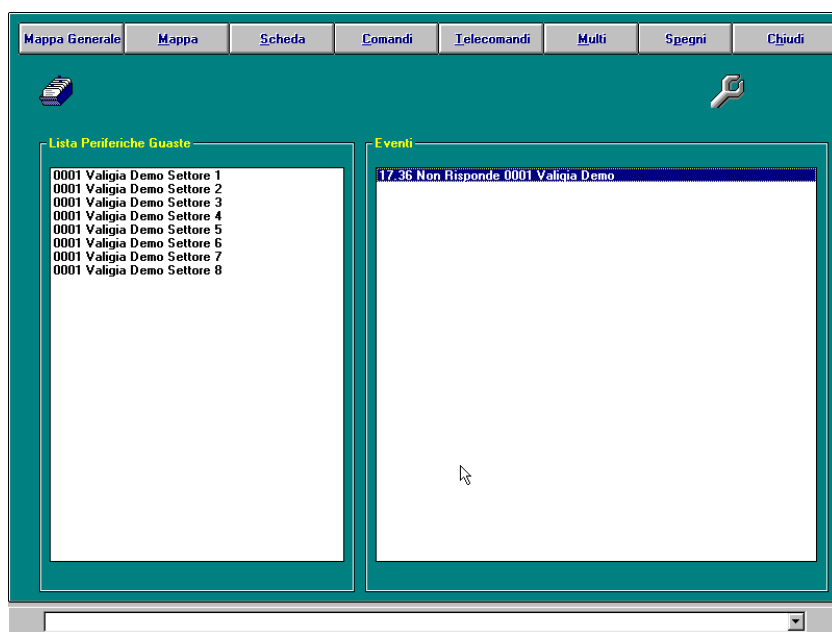 Mappa Generale Mappa Scheda Comandi Telecomandi Multi Spegni Chiudi
Lista Periferiche Guaste
0001 Valigia Demo Settore 1
0001 Valigia Demo Settore 2
0001 Valigia Demo Settore 3
0001 Valigia Demo Settore 4
0001 Valigia Demo Settore 5
0001 Valigia Demo Settore 6
0001 Valigia Demo Settore 7
0001 Valigia Demo Settore 8
Eventi
17.36 Non Risponde 0001 Valigia Demo